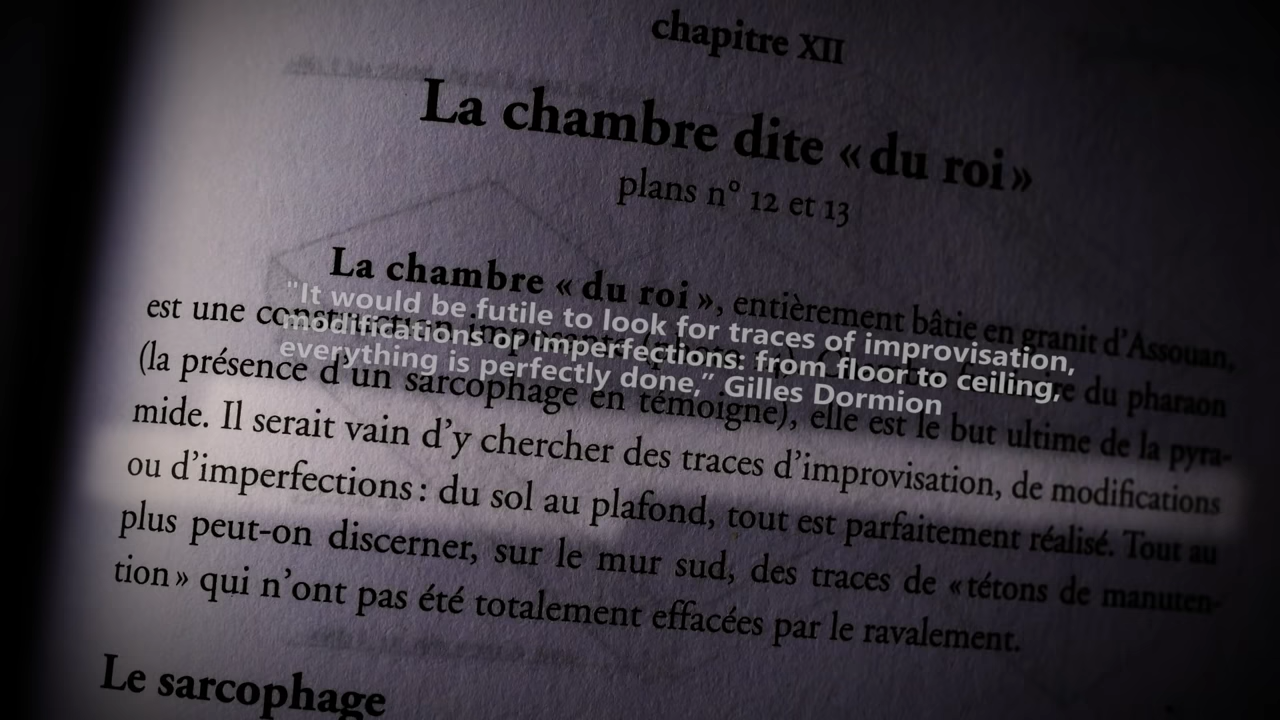 chapitre XII
La chambre dite « du roi »
plans n° 12 et 13
La chambre « du roi », entièrement bâtie en granit d'Assouan,
"It would be futile to look for traces of improvisation,
modifications or imperfections: from floor to ceiling,
everything is perfectly done," Gilles Dormion
est une du pharaon
(la présence d'un sarcophage en témoigne), elle est le but ultime de la pyra-
mide. Il serait vain d'y chercher des traces d'improvisation, de modifications
ou d'imperfections : du sol au plafond, tout est parfaitement réalisé. Tout au
plus peut-on discerner, sur le mur sud, des traces de « tétons de manuten-
tion » qui n'ont pas été totalement effacées par le ravalement.
Le sarcophage